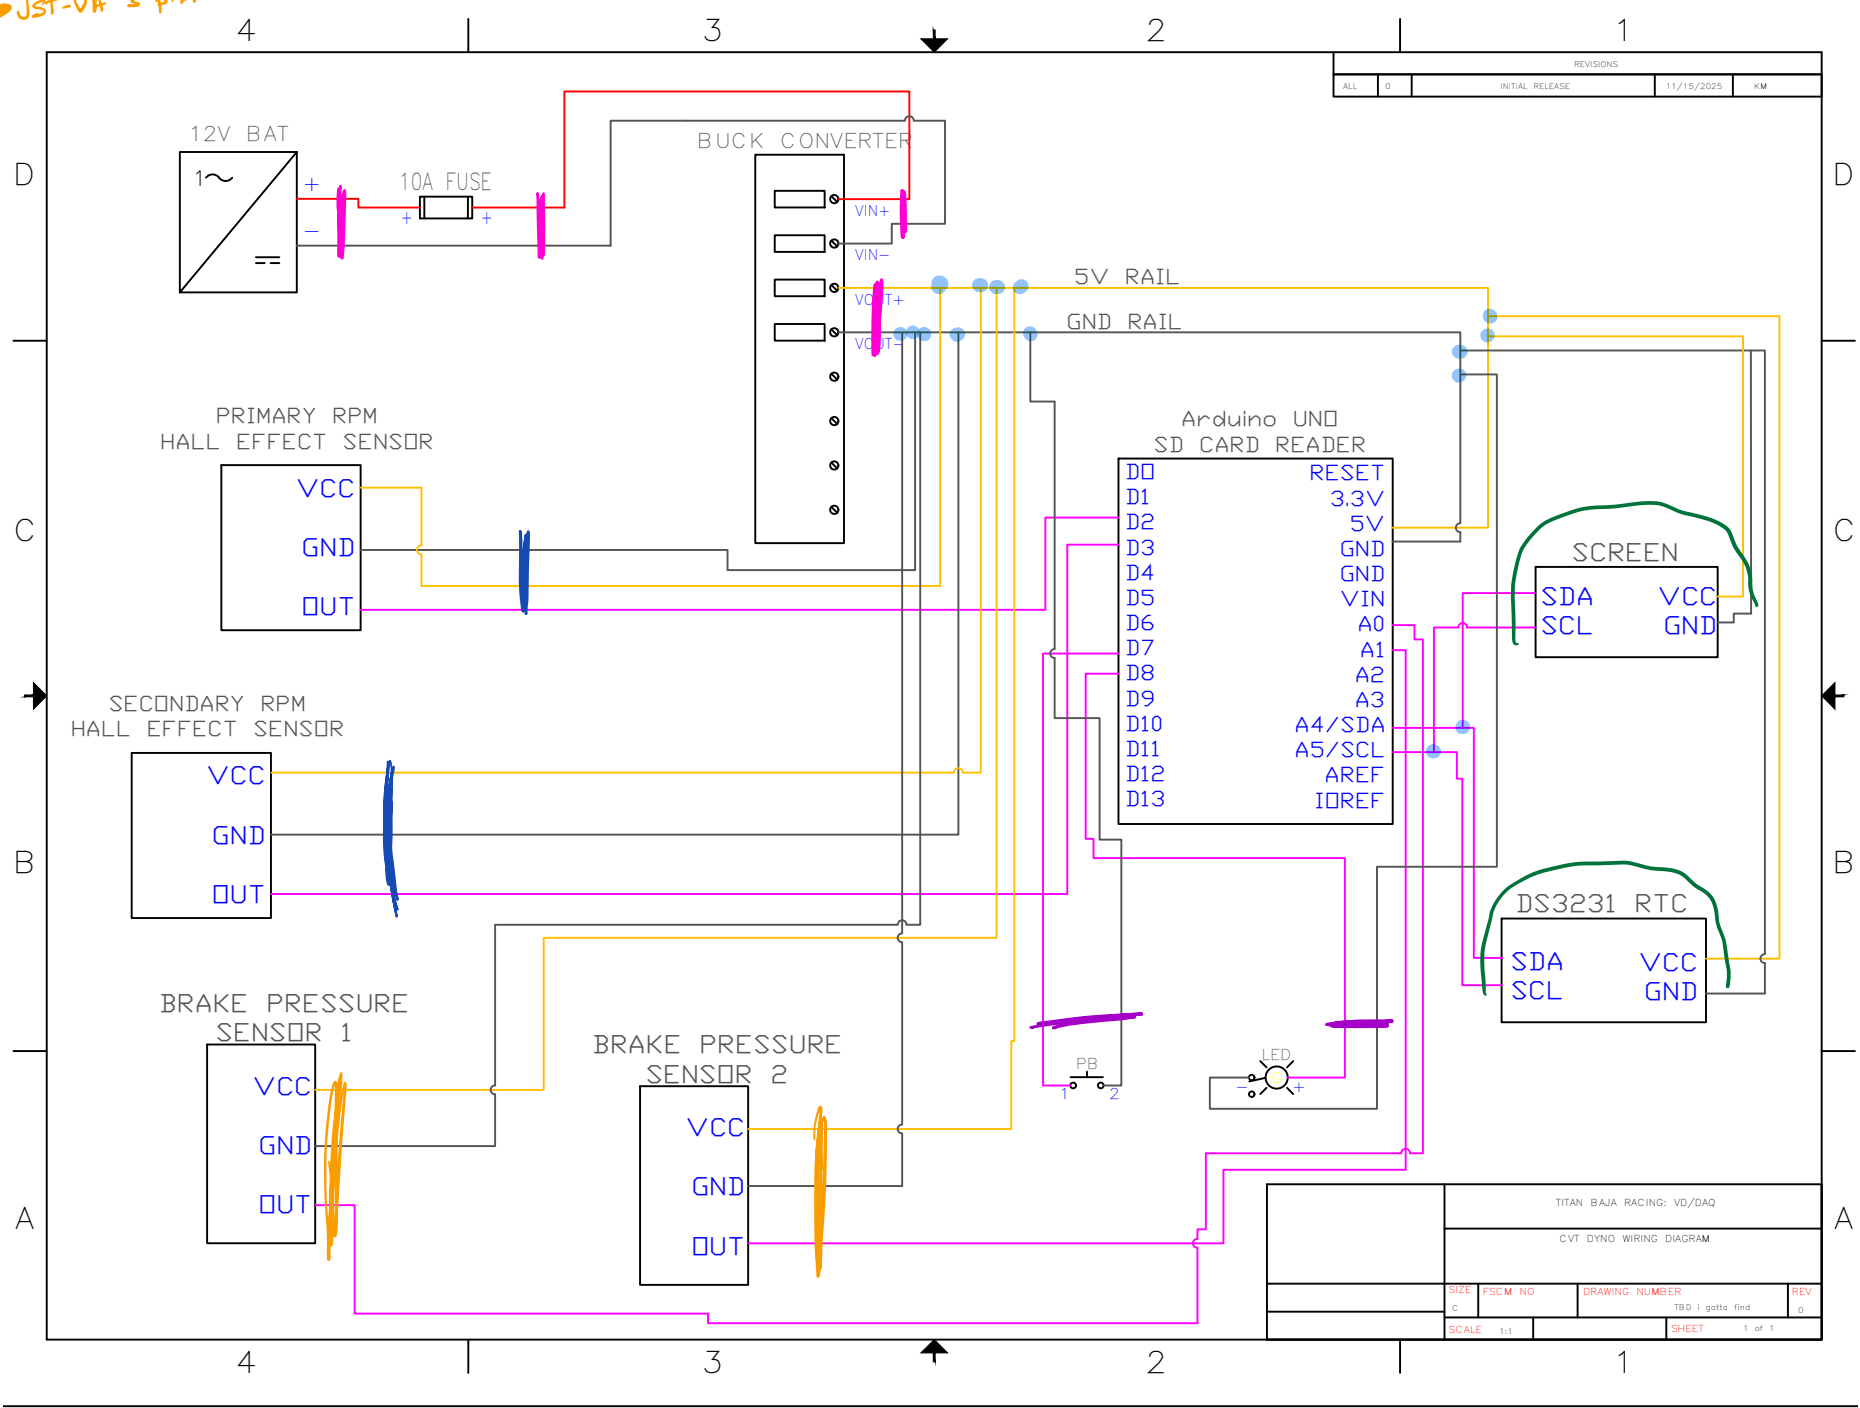 JST-VH 3 pin
4 3 2 1
REVISIONS
ALL 0 INITIAL RELEASE 11/15/2025 KM
D D
12V BAT
1
+
-
10A FUSE
+ +
BUCK CONVERTER
VIN+
VIN-
VOUT+
VOUT-
5V RAIL
GND RAIL
PRIMARY RPM
HALL EFFECT SENSOR
VCC
GND
OUT
C C
Arduino UNO
SD CARD READER
D0 RESET
D1 3.3V
D2 5V
D3 GND
D4 GND
D5 VIN
D6 A0
D7 A1
D8 A2
D9 A3
D10 A4/SDA
D11 A5/SCL
D12 AREF
D13 IOREF
SCREEN
SDA VCC
SCL GND
SECONDARY RPM
HALL EFFECT SENSOR
VCC
GND
OUT
B B
DS3231 RTC
SDA VCC
SCL GND
BRAKE PRESSURE
SENSOR 1
VCC
GND
OUT
BRAKE PRESSURE
SENSOR 2
VCC
GND
OUT
PB
1 2
LED
- +
A A
TITAN BAJA RACING: VD/DAQ
CVT DYNO WIRING DIAGRAM
SIZE FSCM NO DRAWING NUMBER REV
C TBD i gotta find 0
SCALE 1:1 SHEET 1 of 1
4 3 2 1